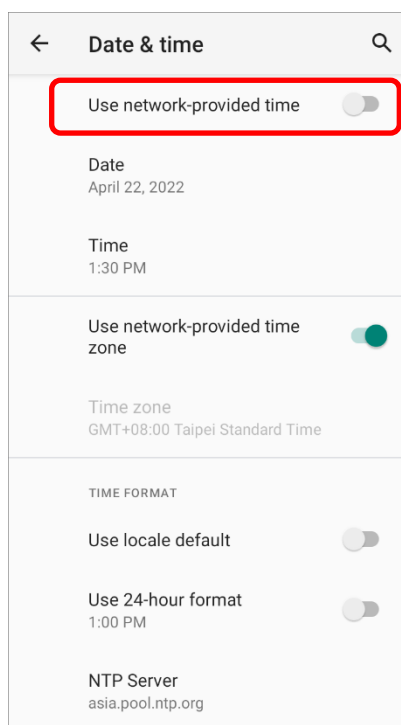 Date & time
Use network-provided time
Date
April 22, 2022
Time
1:30 PM
Use network-provided time
zone
Time zone
GMT+08:00 Taipei Standard Time
TIME FORMAT
Use locale default
Use 24-hour format
1:00 PM
NTP Server
asia.pool.ntp.org